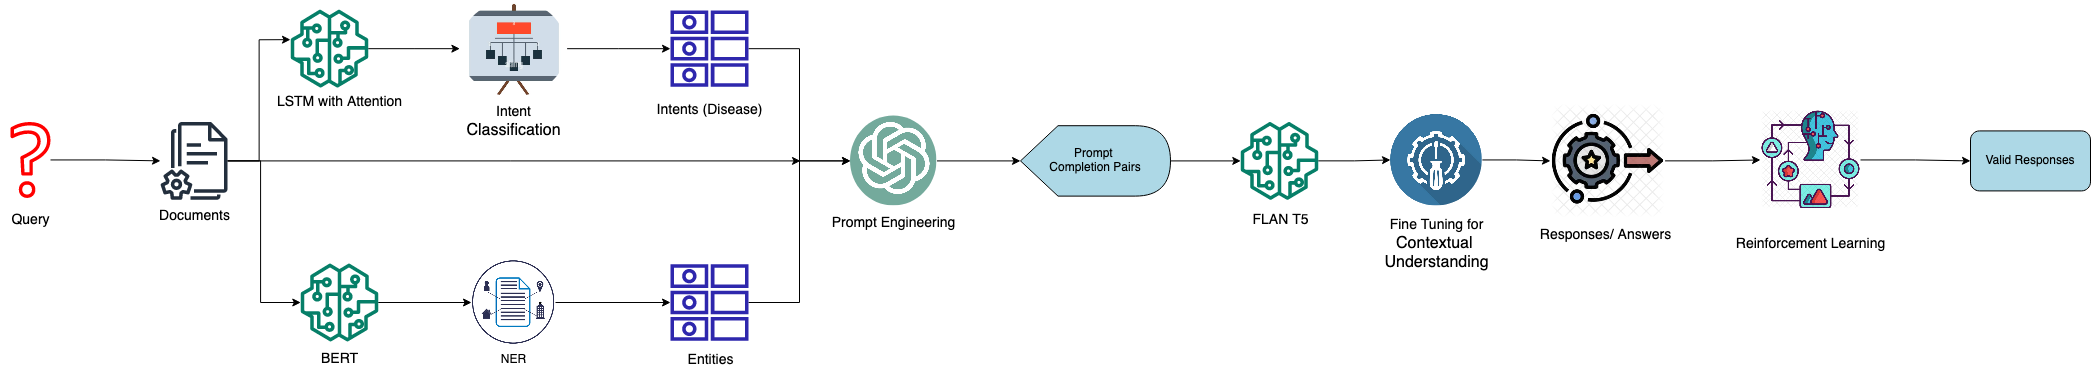 Query
Documents
LSTM with Attention
Intent
Classification
Intents (Disease)
BERT
NER
Entities
Prompt Engineering
Prompt
Completion Pairs
FLAN T5
Fine Tuning for
Contextual
Understanding
Responses/ Answers
Reinforcement Learning
Valid Responses